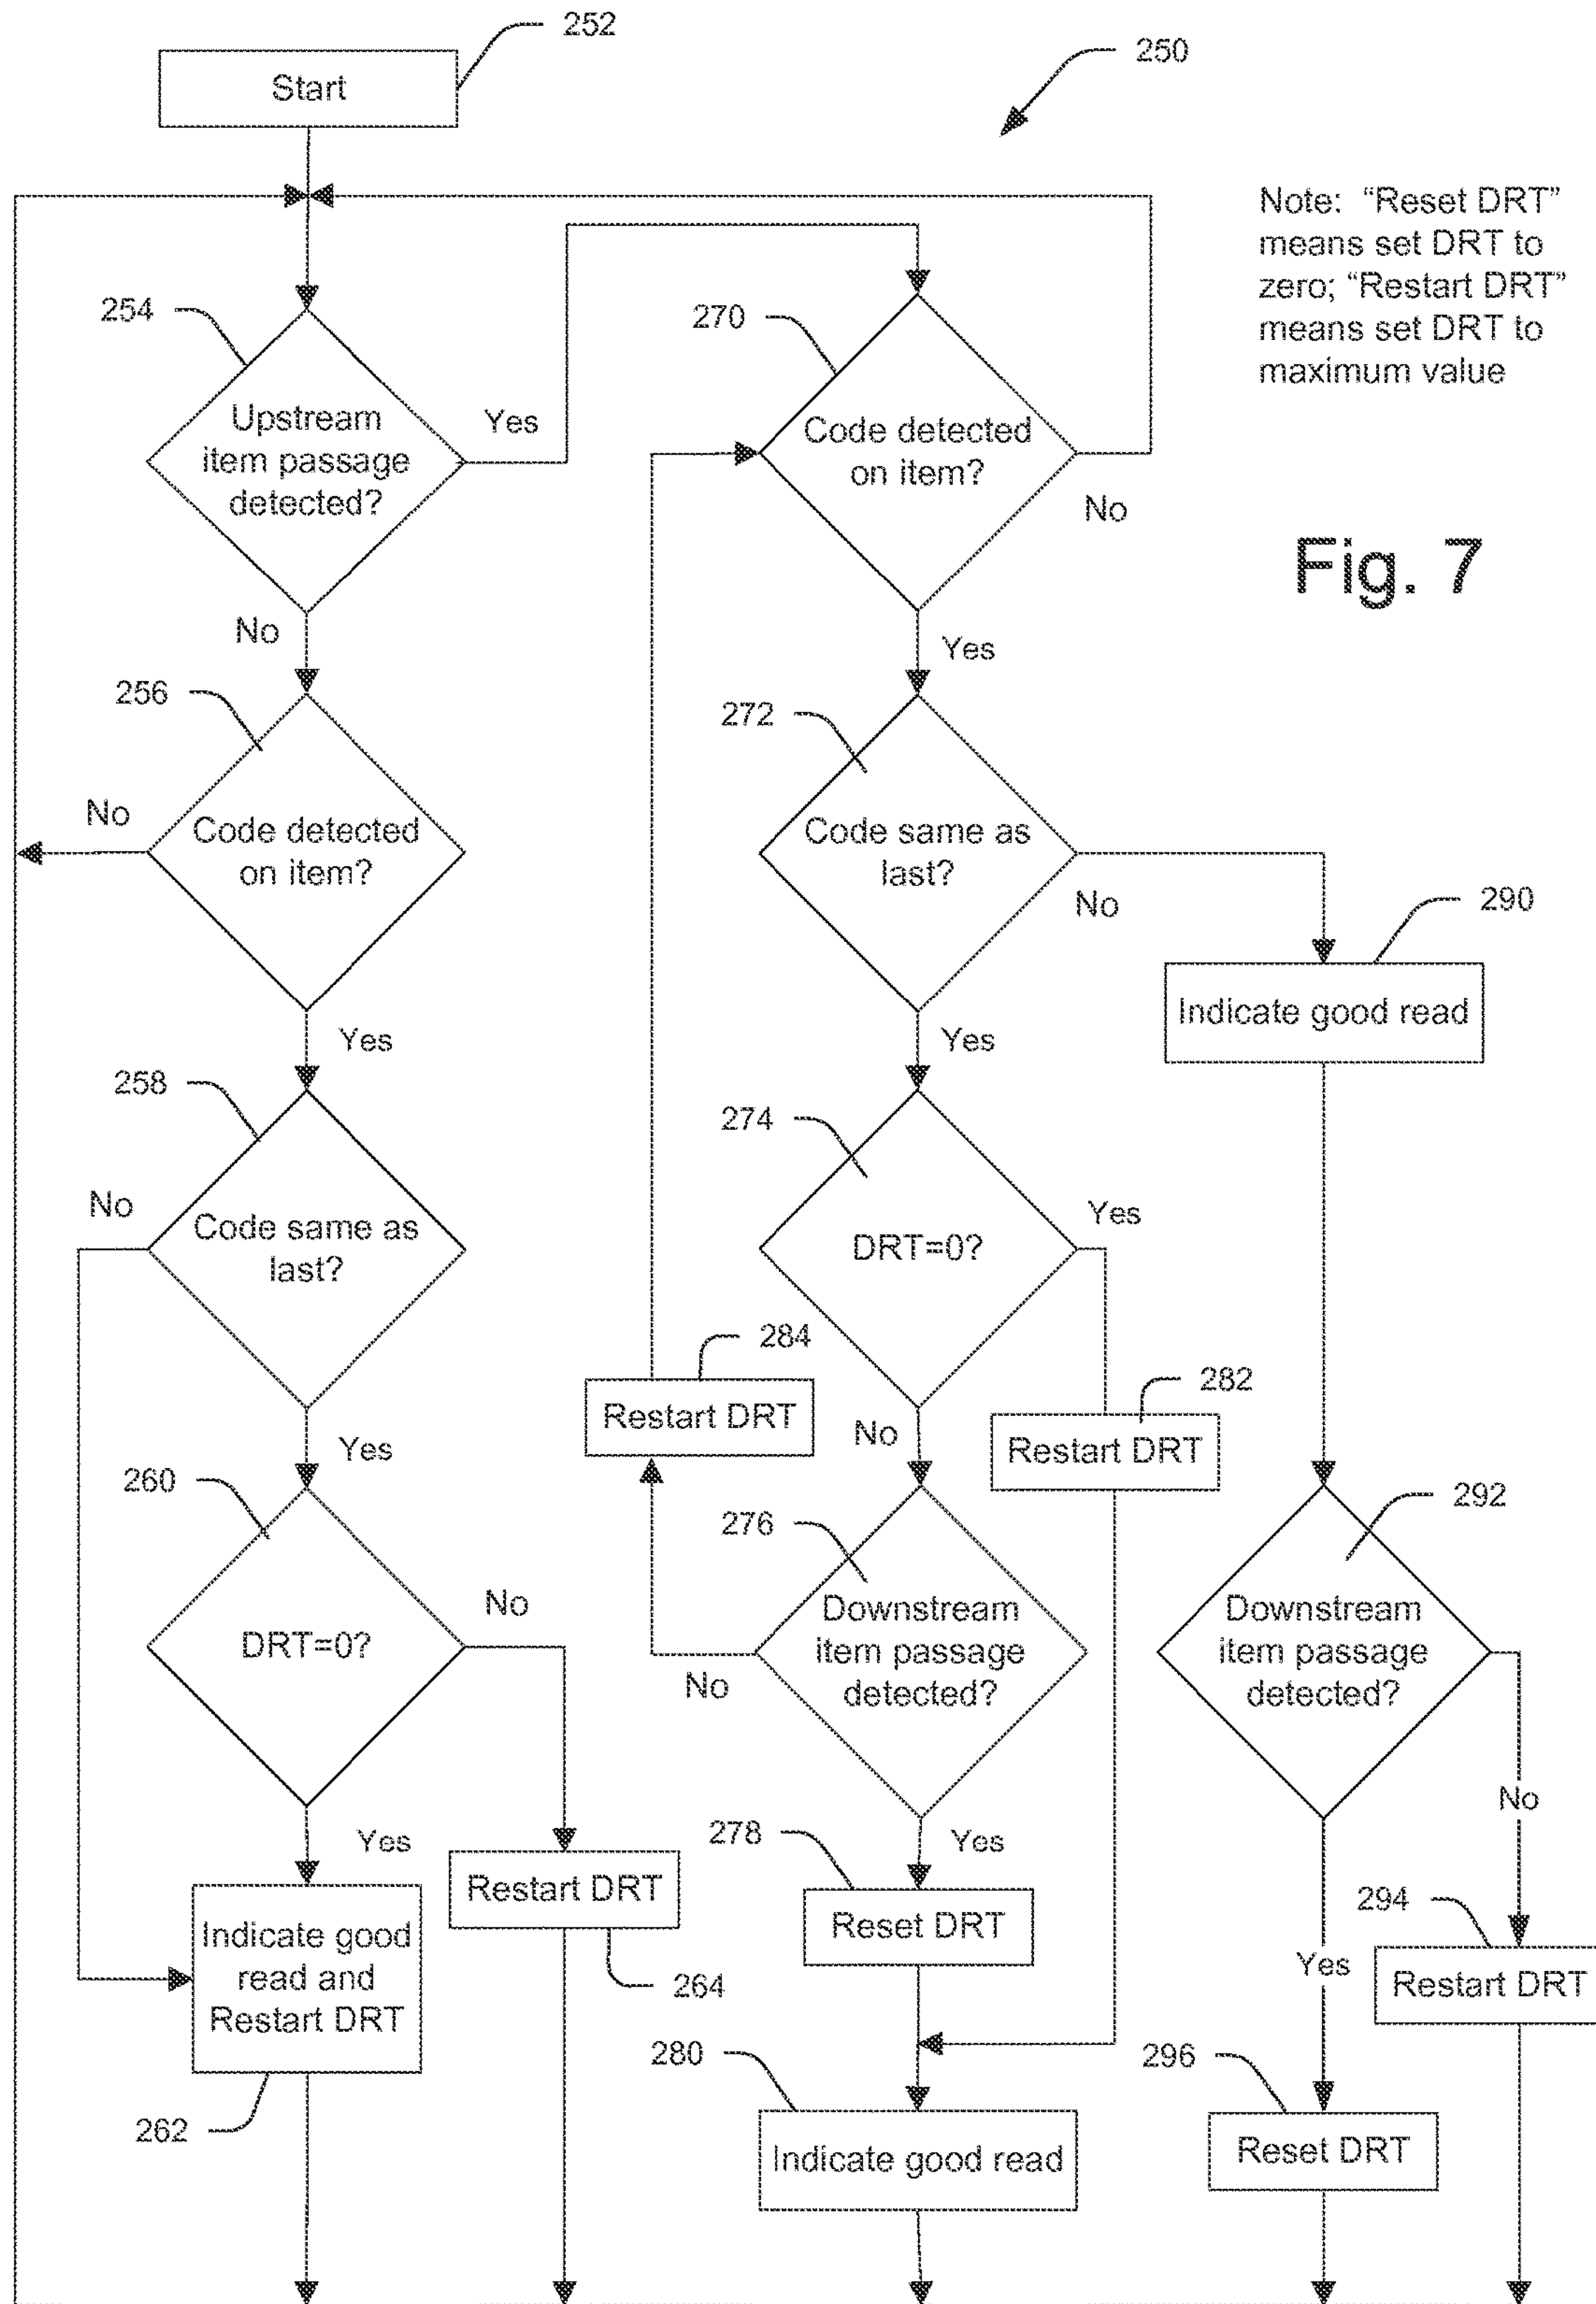 252
Start
250
Note: “Reset DRT”
means set DRT to
zero; “Restart DRT”
means set DRT to
maximum value
254
Upstream
item passage
detected?
Yes
No
270
Code detected
on item?
No
Yes
Fig. 7
256
Code detected
on item?
No
Yes
272
Code same as
last?
No
Yes
290
Indicate good read
258
Code same as
last?
No
Yes
274
DRT=0?
Yes
No
284
Restart DRT
282
Restart DRT
260
DRT=0?
No
Yes
276
Downstream
item passage
detected?
No
Yes
292
Downstream
item passage
detected?
No
Yes
262
Indicate good
read and
Restart DRT
Restart DRT
264
278
Reset DRT
280
Indicate good read
294
Restart DRT
296
Reset DRT